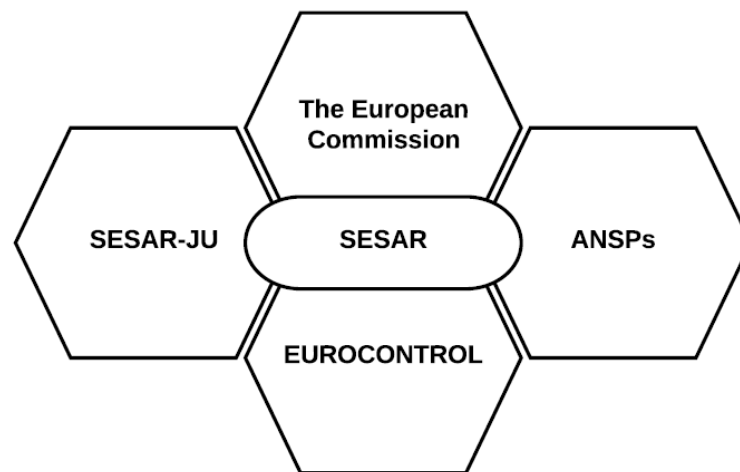 The European
Commission
SESAR-JU
SESAR
ANSPs
EUROCONTROL